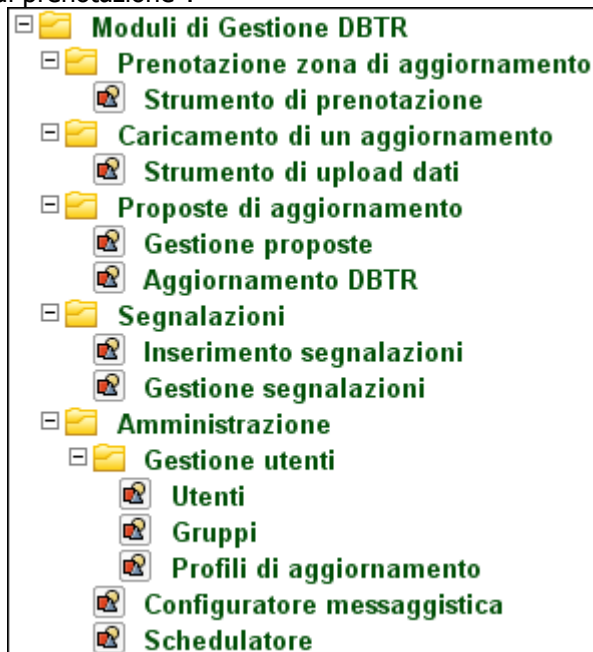 di prenotazione".
Moduli di Gestione DBTR
Prenotazione zona di aggiornamento
Strumento di prenotazione
Caricamento di un aggiornamento
Strumento di upload dati
Proposte di aggiornamento
Gestione proposte
Aggiornamento DBTR
Segnalazioni
Inserimento segnalazioni
Gestione segnalazioni
Amministrazione
Gestione utenti
Utenti
Gruppi
Profili di aggiornamento
Configuratore messaggistica
Schedulatore